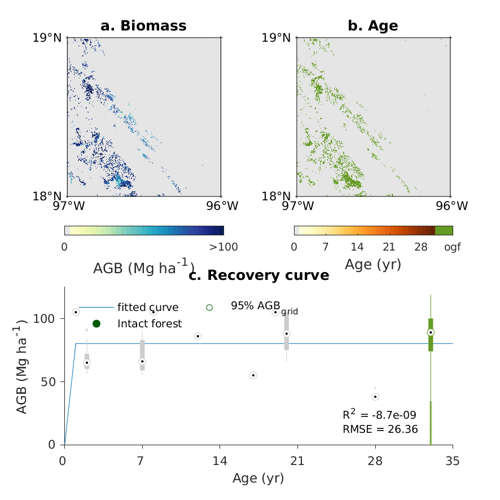 a. Biomass
b. Age
19°N
19°N
18°N
18°N
97°W
96°W
97°W
96°W
0
>100
0
7
14
21
28
ogf
AGB (Mg ha⁻¹)
Age (yr)
c. Recovery curve
fitted curve
95% AGB_grid
Intact forest
100
50
0
AGB (Mg ha⁻¹)
R² = -8.7e-09
RMSE = 26.36
0
7
14
21
28
35
Age (yr)